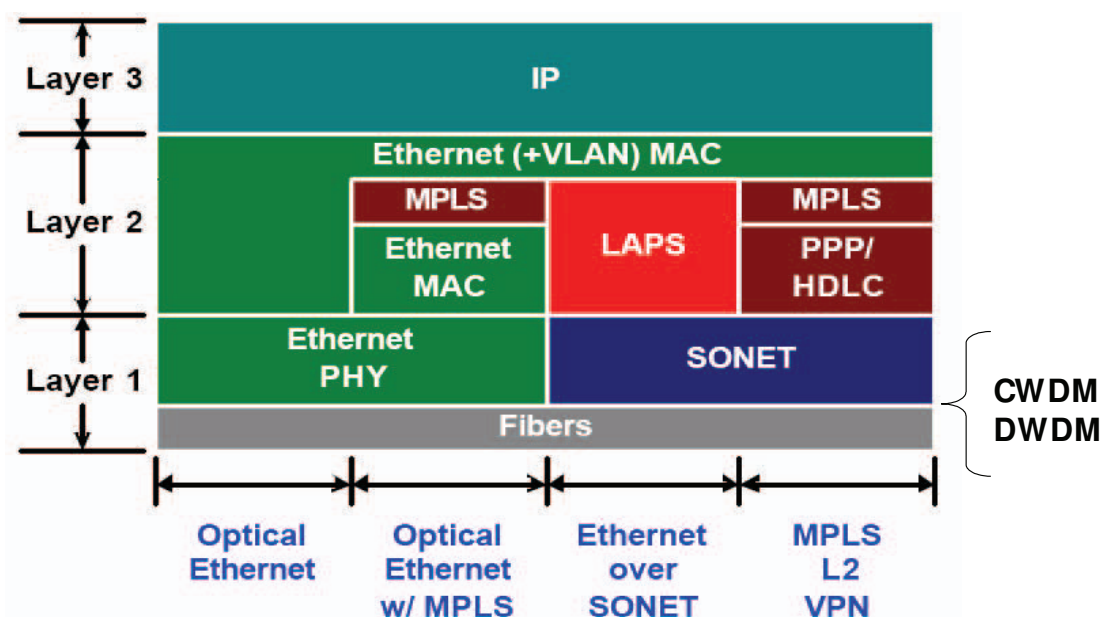 Layer 3
IP
Ethernet (+VLAN) MAC
Layer 2
MPLS
Ethernet
MAC
LAPS
MPLS
PPP/
HDLC
Layer 1
Ethernet
PHY
SONET
Fibers
CWDM
DWDM
Optical
Ethernet
Optical
Ethernet
w/ MPLS
Ethernet
over
SONET
MPLS
L2
VPN